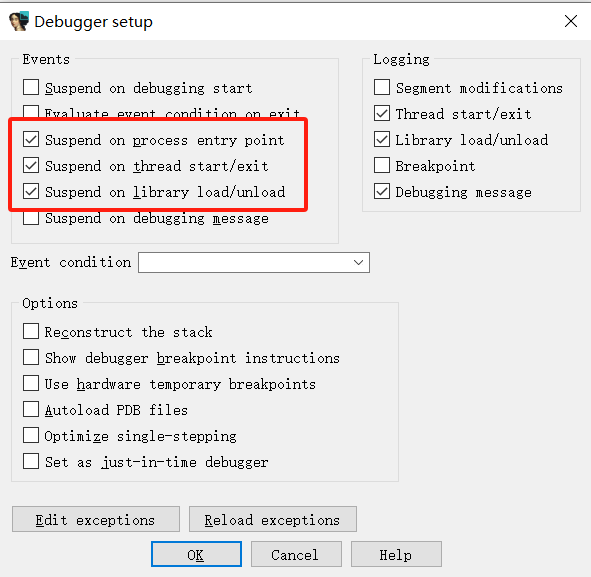 Debugger setup
Events
Suspend on debugging start
Evaluate event condition on exit
Suspend on process entry point
Suspend on thread start/exit
Suspend on library load/unload
Suspend on debugging message
Logging
Segment modifications
Thread start/exit
Library load/unload
Breakpoint
Debugging message
Event condition
Options
Reconstruct the stack
Show debugger breakpoint instructions
Use hardware temporary breakpoints
Autoload PDB files
Optimize single-stepping
Set as just-in-time debugger
Edit exceptions
Reload exceptions
OK
Cancel
Help